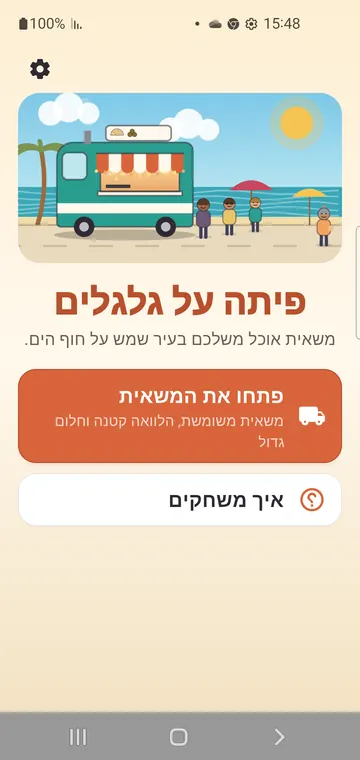 100% 15:48
פיתה על גלגלים
משאית אוכל משלכם בעיר שמש על חוף הים.
פתחו את המשאית
משאית משומשת, הלוואה קטנה וחלום
גדול
איך משחקים